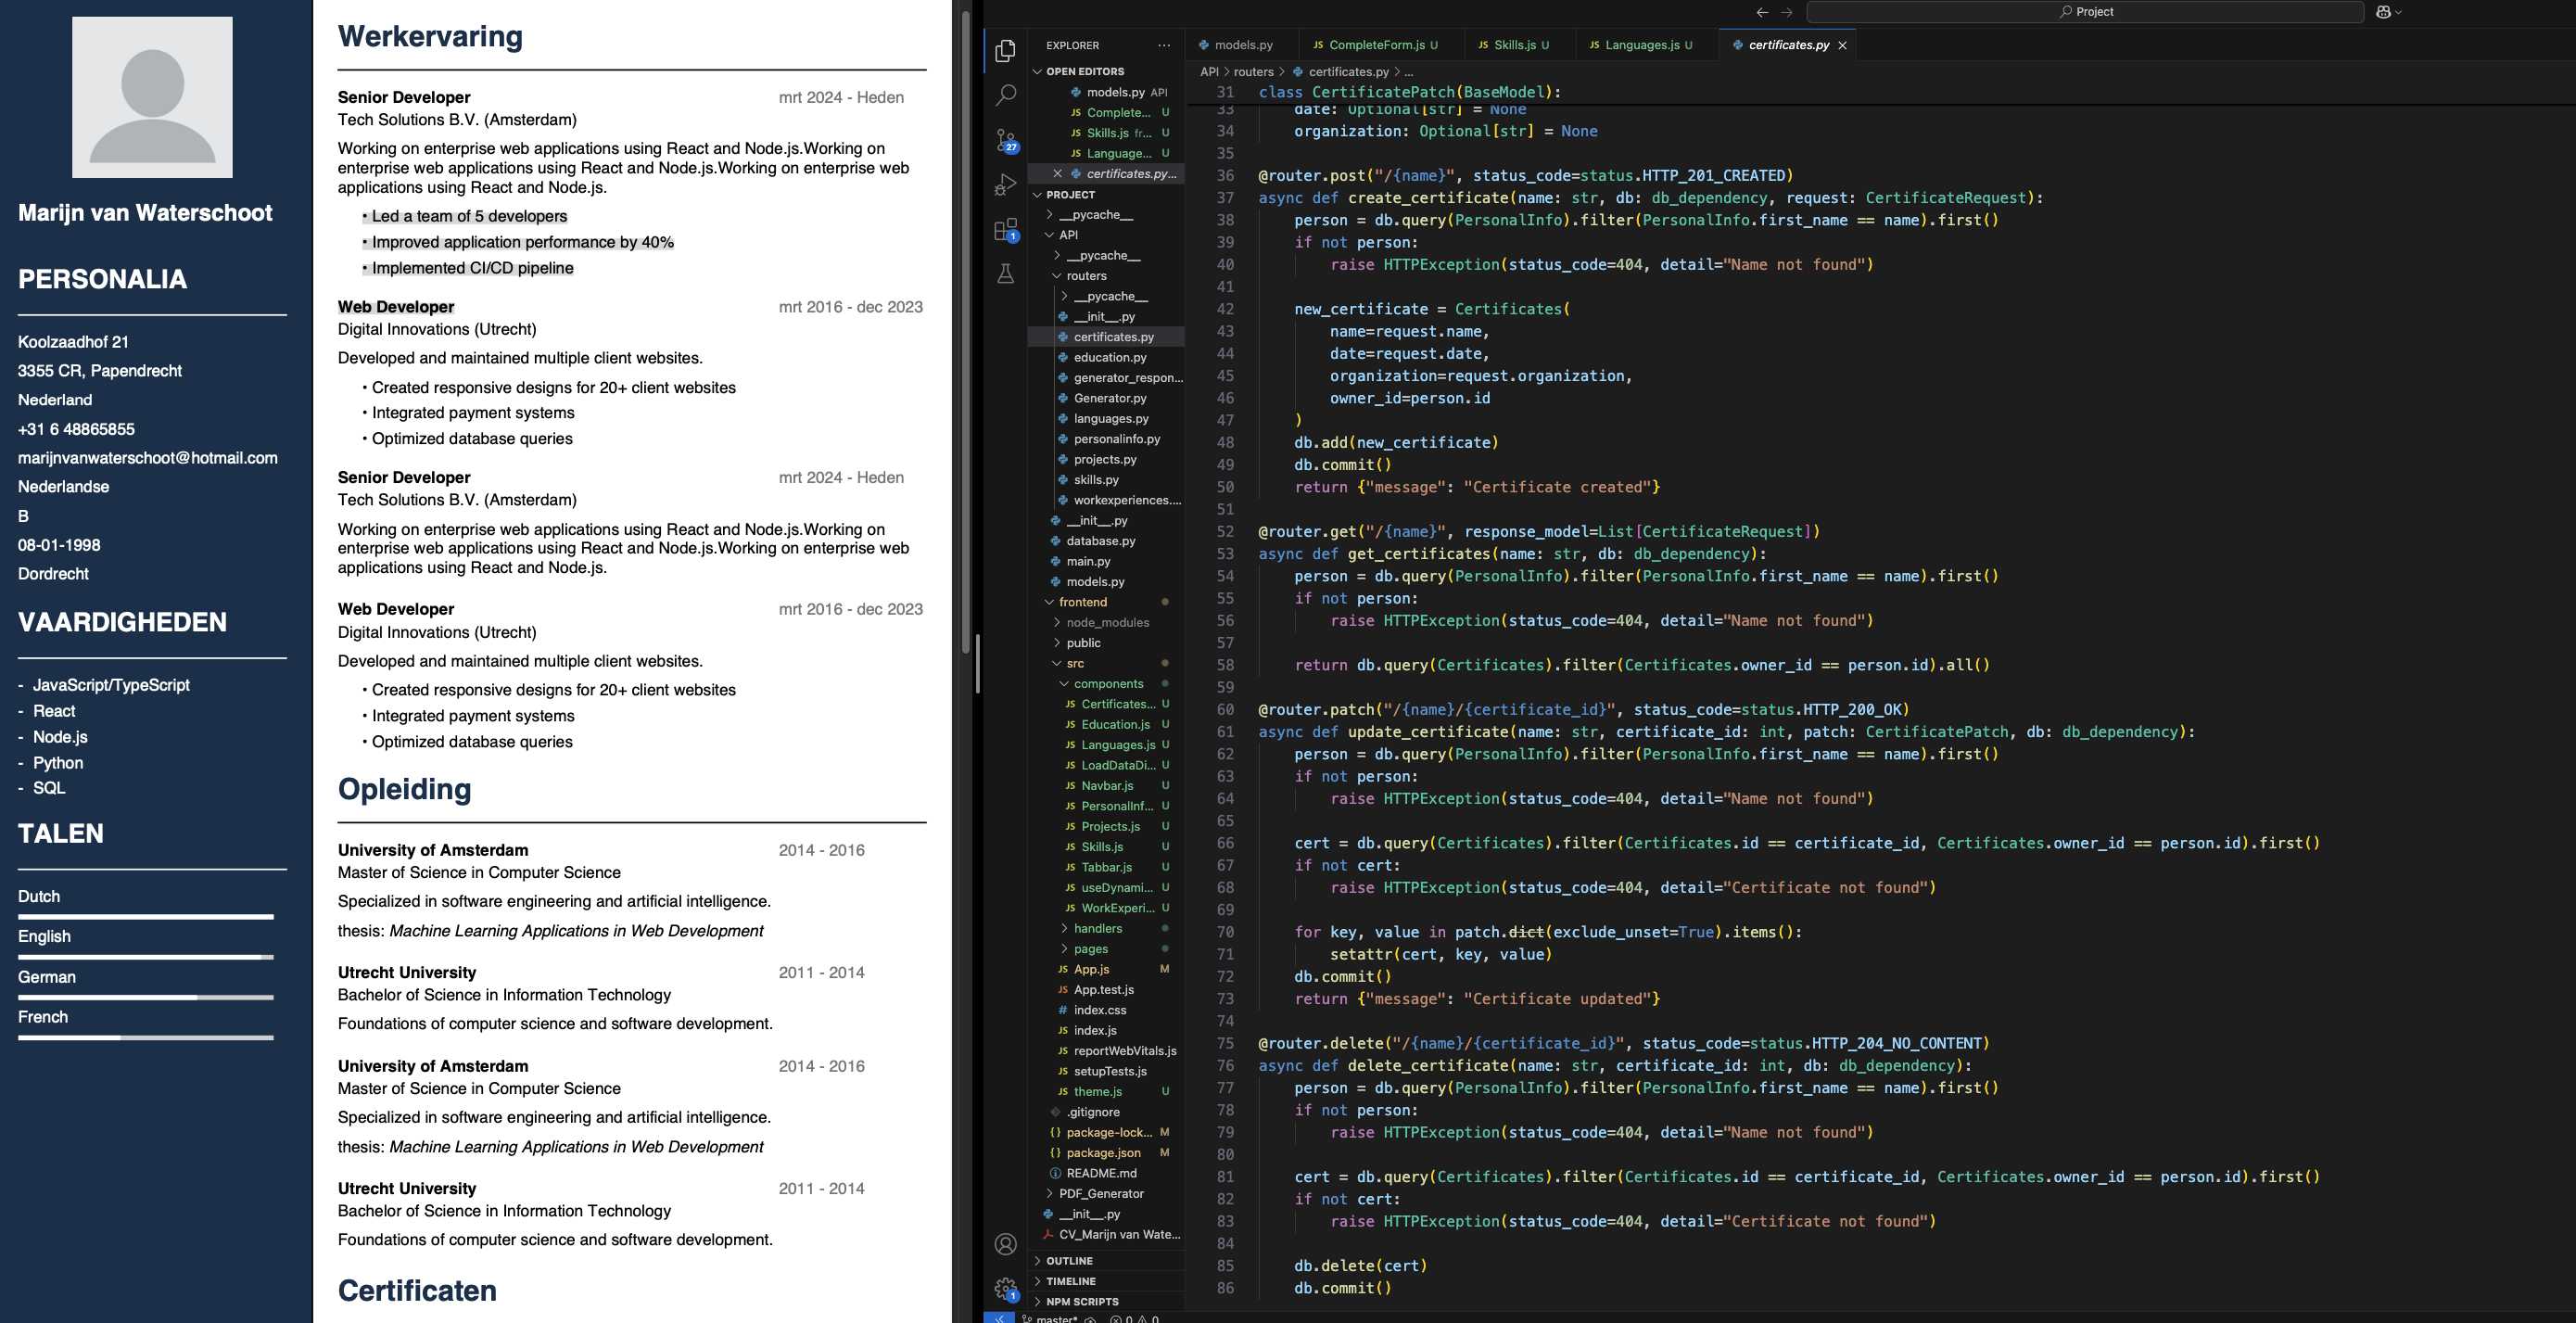 Marijn van Waterschoot
PERSONALIA
Koolzaadhof 21
3355 CR, Papendrecht
Nederland
+31 6 48865855
marijnvanwaterschoot@hotmail.com
Nederlandse
B
08-01-1998
Dordrecht
VAARDIGHEDEN
- JavaScript/TypeScript
- React
- Node.js
- Python
- SQL
TALEN
Dutch
English
German
French
Werkervaring
Senior Developer mrt 2024 - Heden
Tech Solutions B.V. (Amsterdam)
Working on enterprise web applications using React and Node.js.Working on
enterprise web applications using React and Node.js.Working on enterprise web
applications using React and Node.js.
• Led a team of 5 developers
• Improved application performance by 40%
• Implemented CI/CD pipeline
Web Developer mrt 2016 - dec 2023
Digital Innovations (Utrecht)
Developed and maintained multiple client websites.
• Created responsive designs for 20+ client websites
• Integrated payment systems
• Optimized database queries
Senior Developer mrt 2024 - Heden
Tech Solutions B.V. (Amsterdam)
Working on enterprise web applications using React and Node.js.Working on
enterprise web applications using React and Node.js.Working on enterprise web
applications using React and Node.js.
Web Developer mrt 2016 - dec 2023
Digital Innovations (Utrecht)
Developed and maintained multiple client websites.
• Created responsive designs for 20+ client websites
• Integrated payment systems
• Optimized database queries
Opleiding
University of Amsterdam 2014 - 2016
Master of Science in Computer Science
Specialized in software engineering and artificial intelligence.
thesis: Machine Learning Applications in Web Development
Utrecht University 2011 - 2014
Bachelor of Science in Information Technology
Foundations of computer science and software development.
University of Amsterdam 2014 - 2016
Master of Science in Computer Science
Specialized in software engineering and artificial intelligence.
thesis: Machine Learning Applications in Web Development
Utrecht University 2011 - 2014
Bachelor of Science in Information Technology
Foundations of computer science and software development.
Certificaten
Project
27
1
1
EXPLORER ...
OPEN EDITORS
models.py API
Complete... U
Skills.js fr... U
Language... U
certificates.py...
PROJECT
__pycache__
API
__pycache__
routers
__pycache__
__init__.py
certificates.py
education.py
generator_respon...
Generator.py
languages.py
personalinfo.py
projects.py
skills.py
workexperiences....
__init__.py
database.py
main.py
models.py
frontend
node_modules
public
src
components
JS Certificates... U
JS Education.js U
JS Languages.js U
JS LoadDataDi... U
JS Navbar.js U
JS PersonalInf... U
JS Projects.js U
JS Skills.js U
JS Tabbar.js U
JS useDynami... U
JS WorkExperi... U
handlers
pages
JS App.js M
JS App.test.js
# index.css
JS index.js
JS reportWebVitals.js
JS setupTests.js
JS theme.js U
.gitignore
{} package-lock... M
{} package.json M
README.md
PDF_Generator
__init__.py
CV_Marijn van Wate...
OUTLINE
TIMELINE
NPM SCRIPTS
master* 0 0
models.py JS CompleteForm.js U JS Skills.js U JS Languages.js U certificates.py ×
API > routers > certificates.py > ...
31 class CertificatePatch(BaseModel):
33 date: Optional[str] = None
34 organization: Optional[str] = None
35
36 @router.post("/{name}", status_code=status.HTTP_201_CREATED)
37 async def create_certificate(name: str, db: db_dependency, request: CertificateRequest):
38 person = db.query(PersonalInfo).filter(PersonalInfo.first_name == name).first()
39 if not person:
40 raise HTTPException(status_code=404, detail="Name not found")
41
42 new_certificate = Certificates(
43 name=request.name,
44 date=request.date,
45 organization=request.organization,
46 owner_id=person.id
47 )
48 db.add(new_certificate)
49 db.commit()
50 return {"message": "Certificate created"}
51
52 @router.get("/{name}", response_model=List[CertificateRequest])
53 async def get_certificates(name: str, db: db_dependency):
54 person = db.query(PersonalInfo).filter(PersonalInfo.first_name == name).first()
55 if not person:
56 raise HTTPException(status_code=404, detail="Name not found")
57
58 return db.query(Certificates).filter(Certificates.owner_id == person.id).all()
59
60 @router.patch("/{name}/{certificate_id}", status_code=status.HTTP_200_OK)
61 async def update_certificate(name: str, certificate_id: int, patch: CertificatePatch, db: db_dependency):
62 person = db.query(PersonalInfo).filter(PersonalInfo.first_name == name).first()
63 if not person:
64 raise HTTPException(status_code=404, detail="Name not found")
65
66 cert = db.query(Certificates).filter(Certificates.id == certificate_id, Certificates.owner_id == person.id).first()
67 if not cert:
68 raise HTTPException(status_code=404, detail="Certificate not found")
69
70 for key, value in patch.dict(exclude_unset=True).items():
71 setattr(cert, key, value)
72 db.commit()
73 return {"message": "Certificate updated"}
74
75 @router.delete("/{name}/{certificate_id}", status_code=status.HTTP_204_NO_CONTENT)
76 async def delete_certificate(name: str, certificate_id: int, db: db_dependency):
77 person = db.query(PersonalInfo).filter(PersonalInfo.first_name == name).first()
78 if not person:
79 raise HTTPException(status_code=404, detail="Name not found")
80
81 cert = db.query(Certificates).filter(Certificates.id == certificate_id, Certificates.owner_id == person.id).first()
82 if not cert:
83 raise HTTPException(status_code=404, detail="Certificate not found")
84
85 db.delete(cert)
86 db.commit()